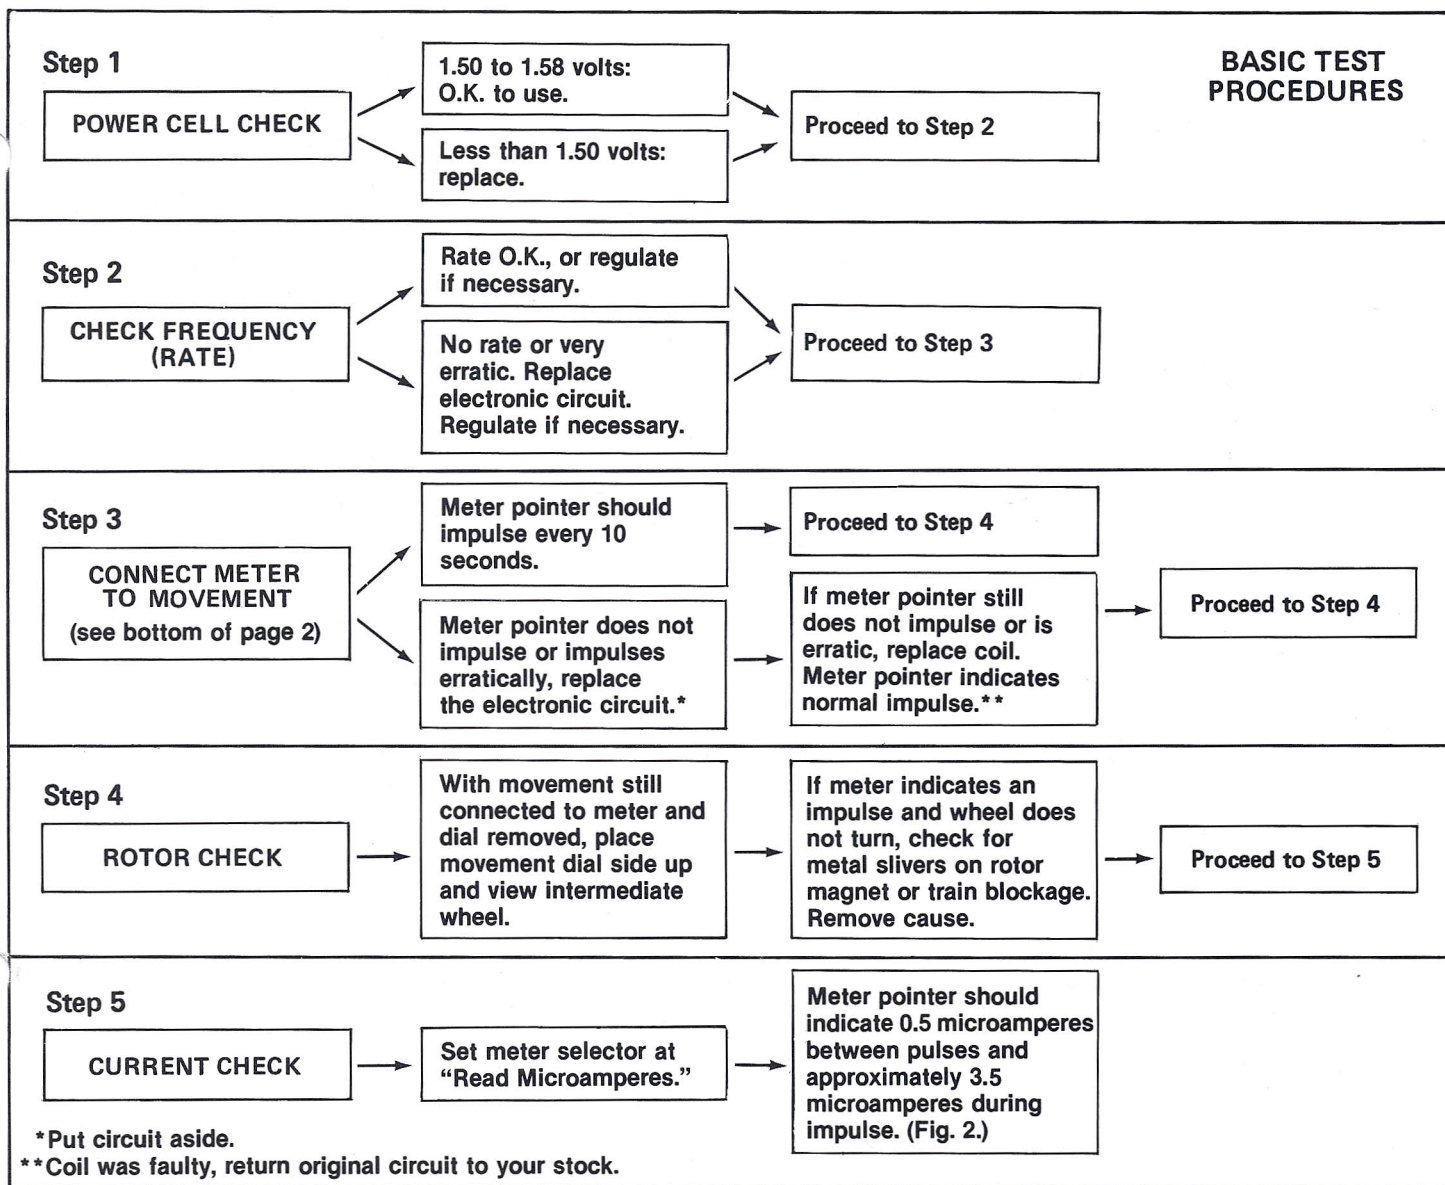 BASIC TEST
PROCEDURES
Step 1
POWER CELL CHECK
1.50 to 1.58 volts:
O.K. to use.
Less than 1.50 volts:
replace.
Proceed to Step 2
Step 2
CHECK FREQUENCY
(RATE)
Rate O.K., or regulate
if necessary.
No rate or very
erratic. Replace
electronic circuit.
Regulate if necessary.
Proceed to Step 3
Step 3
CONNECT METER
TO MOVEMENT
(see bottom of page 2)
Meter pointer should
impulse every 10
seconds.
Proceed to Step 4
Meter pointer does not
impulse or impulses
erratically, replace
the electronic circuit.*
If meter pointer still
does not impulse or is
erratic, replace coil.
Meter pointer indicates
normal impulse.**
Proceed to Step 4
Step 4
ROTOR CHECK
With movement still
connected to meter and
dial removed, place
movement dial side up
and view intermediate
wheel.
If meter indicates an
impulse and wheel does
not turn, check for
metal slivers on rotor
magnet or train blockage.
Remove cause.
Proceed to Step 5
Step 5
CURRENT CHECK
Set meter selector at
“Read Microamperes.”
Meter pointer should
indicate 0.5 microamperes
between pulses and
approximately 3.5
microamperes during
impulse. (Fig. 2.)
*Put circuit aside.
**Coil was faulty, return original circuit to your stock.